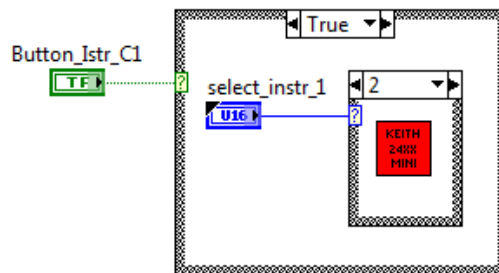 True
Button_Istr_C1
TF
?
select_instr_1
2
U16
?
KEITH
24XX
MINI